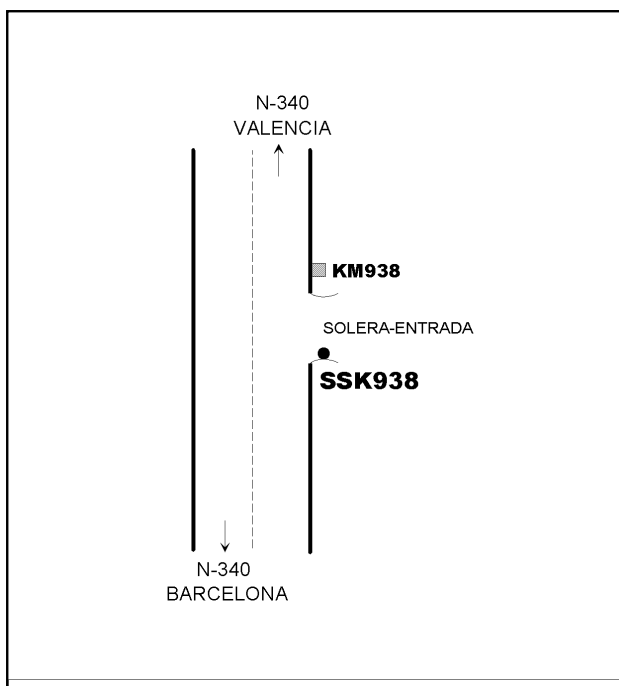 N-340
VALENCIA
KM938
SOLERA-ENTRADA
SSK938
N-340
BARCELONA